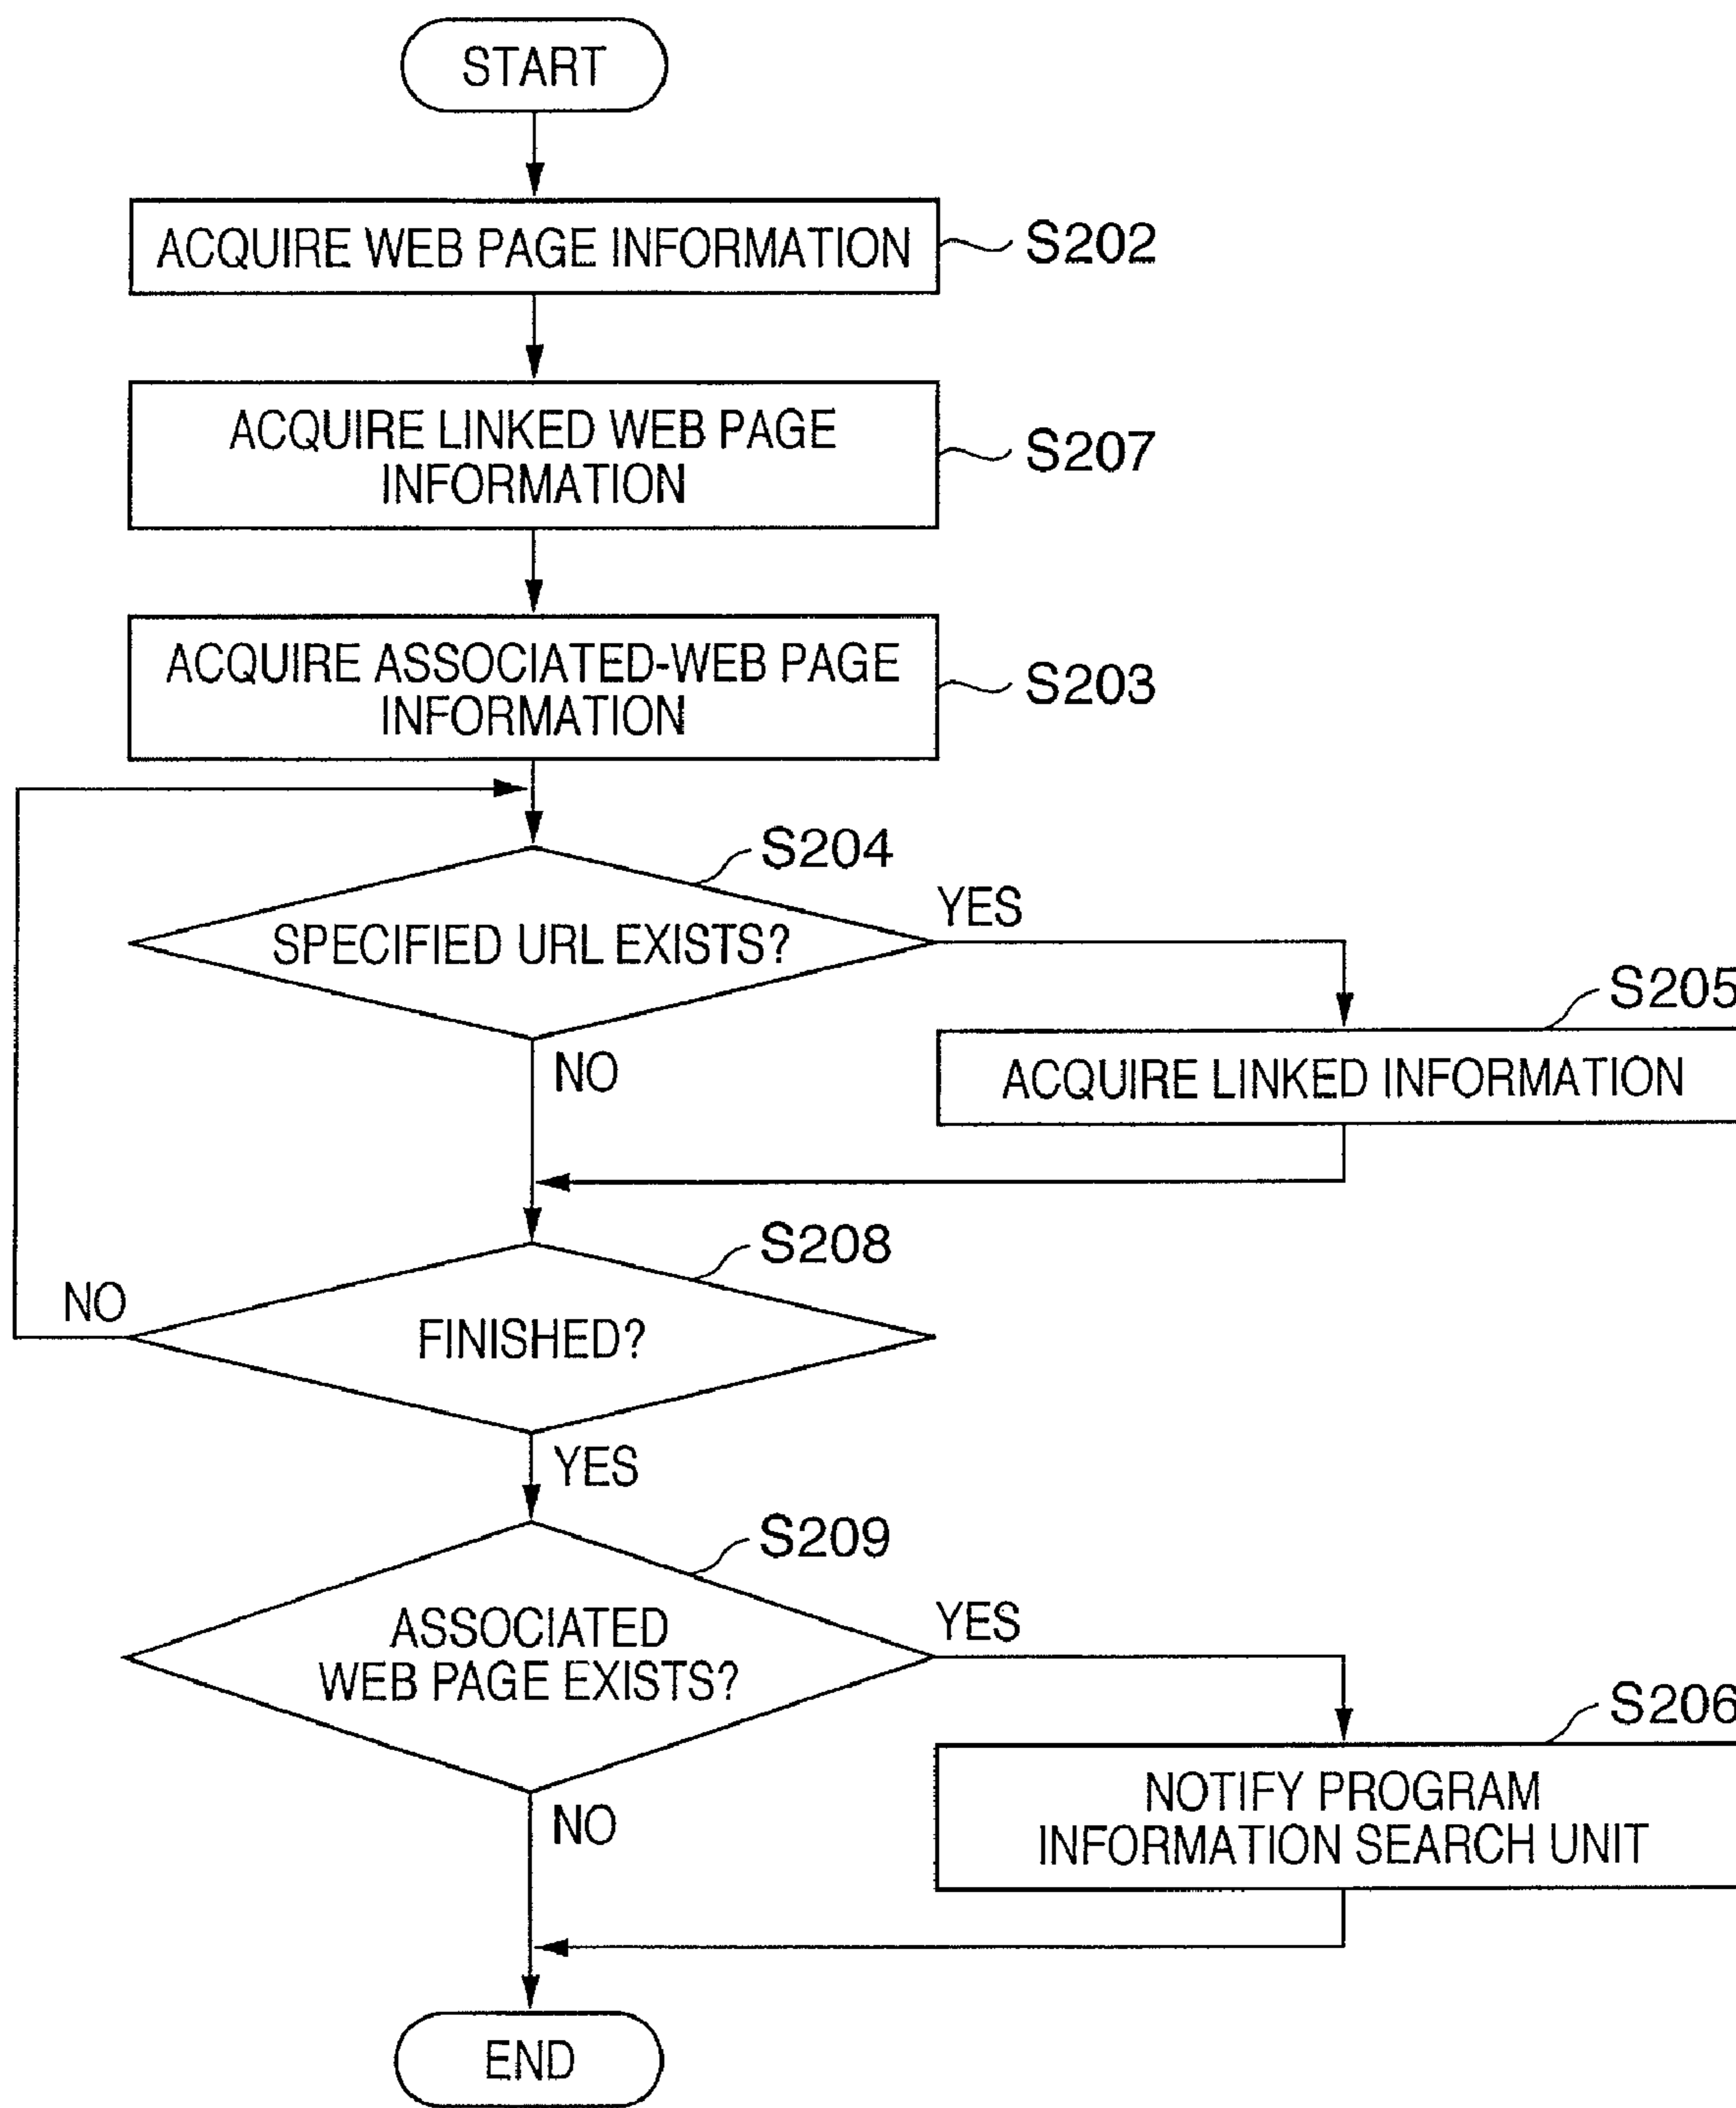 START
ACQUIRE WEB PAGE INFORMATION
S202
ACQUIRE LINKED WEB PAGE
INFORMATION
S207
ACQUIRE ASSOCIATED-WEB PAGE
INFORMATION
S203
S204
SPECIFIED URL EXISTS?
YES
NO
S205
ACQUIRE LINKED INFORMATION
S208
FINISHED?
NO
YES
S209
ASSOCIATED
WEB PAGE EXISTS?
YES
NO
S206
NOTIFY PROGRAM
INFORMATION SEARCH UNIT
END